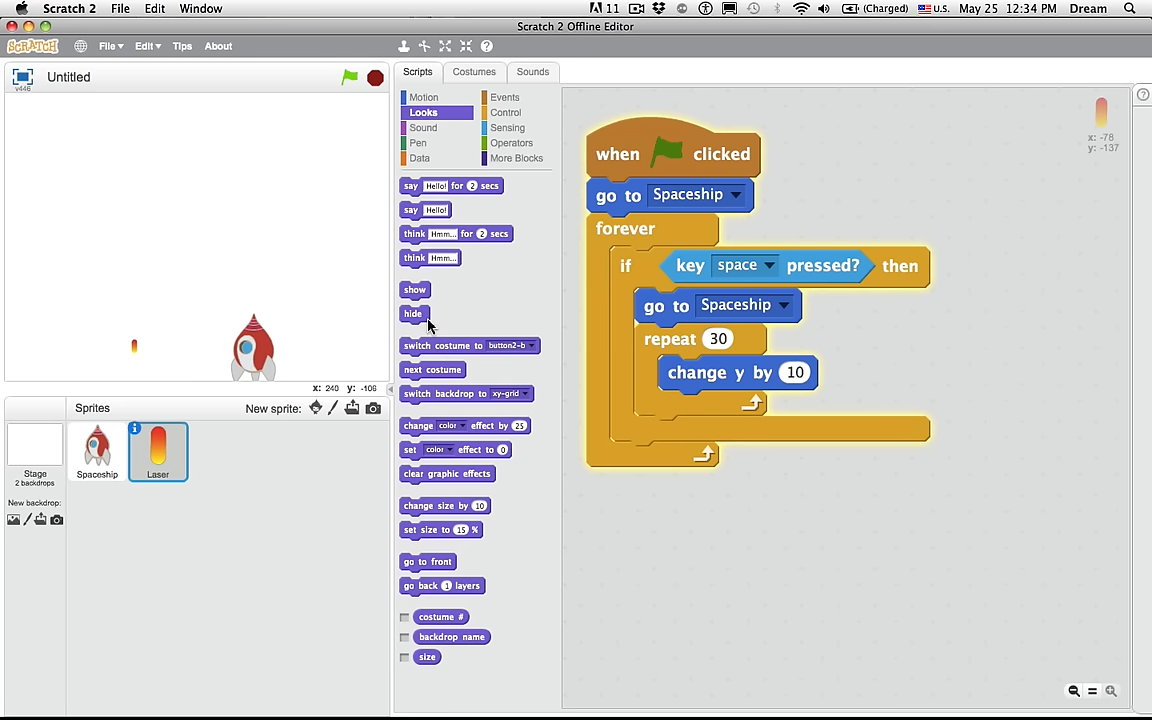 Scratch 2 File Edit Window 11 (Charged) U.S. May 25 12:34 PM Dream
Scratch 2 Offline Editor
SCRATCH File Edit Tips About
v446 Untitled
Scripts Costumes Sounds
Motion Events
Looks Control
Sound Sensing
Pen Operators
Data More Blocks
say Hello! for 2 secs
say Hello!
think Hmm... for 2 secs
think Hmm...
show
hide
switch costume to button2-b
next costume
switch backdrop to xy-grid
change color effect by 25
set color effect to 0
clear graphic effects
change size by 10
set size to 15 %
go to front
go back 1 layers
costume #
backdrop name
size
when clicked
go to Spaceship
forever
if key space pressed? then
go to Spaceship
repeat 30
change y by 10
x: -78
y: -137
x: 240 y: -106
Sprites New sprite:
Stage
2 backdrops
New backdrop:
Spaceship
Laser